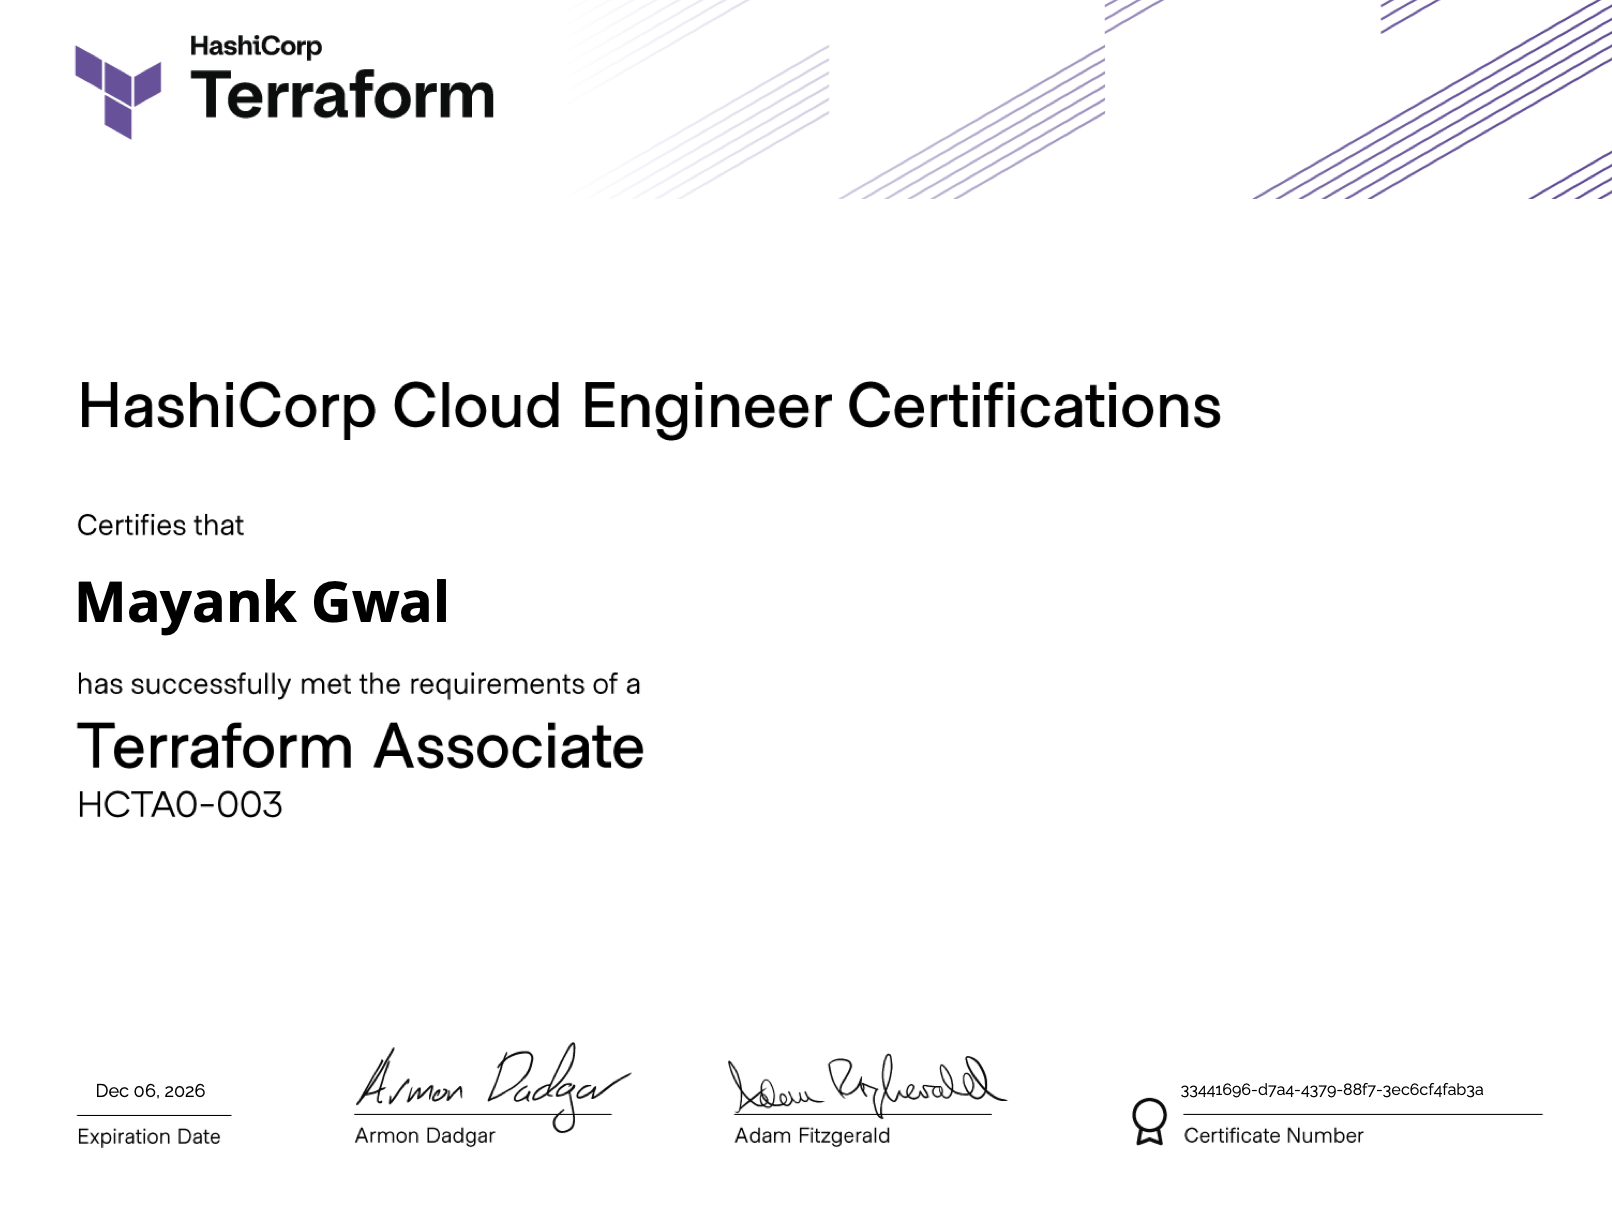 HashiCorp
Terraform
HashiCorp Cloud Engineer Certifications
Certifies that
Mayank Gwal
has successfully met the requirements of a
Terraform Associate
HCTA0-003
Dec 06, 2026
Expiration Date
Armon Dadgar
Armon Dadgar
Adam Fitzgerald
Adam Fitzgerald
33441696-d7a4-4379-88f7-3ec6cf4fab3a
Certificate Number